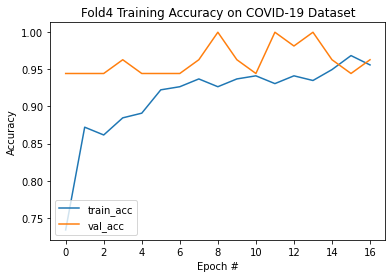 Fold4 Training Accuracy on COVID-19 Dataset
1.00
0.95
0.90
0.85
0.80
0.75
Accuracy
train_acc
val_acc
0 2 4 6 8 10 12 14 16
Epoch #